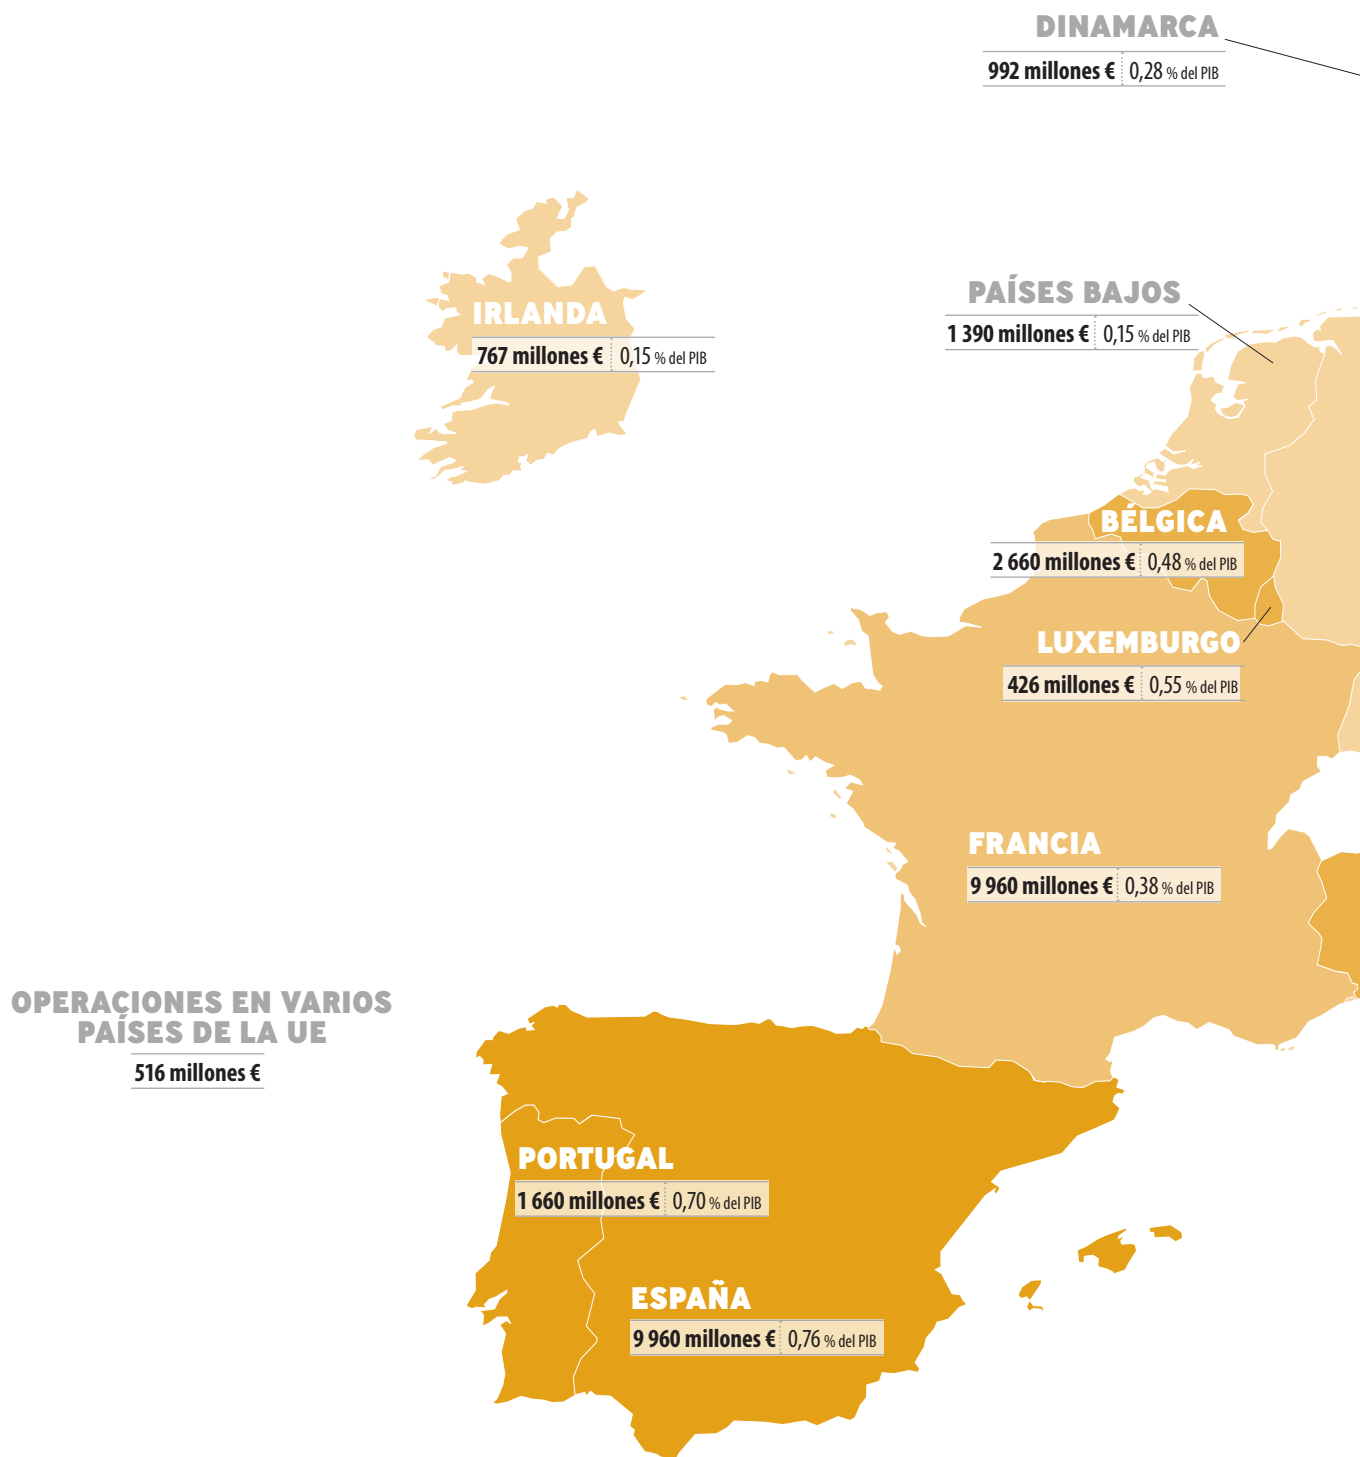 DINAMARCA
992 millones € 0,28 % del PIB
PAÍSES BAJOS
1 390 millones € 0,15 % del PIB
IRLANDA
767 millones € 0,15 % del PIB
BÉLGICA
2 660 millones € 0,48 % del PIB
LUXEMBURGO
426 millones € 0,55 % del PIB
FRANCIA
9 960 millones € 0,38 % del PIB
OPERACIONES EN VARIOS
PAÍSES DE LA UE
516 millones €
PORTUGAL
1 660 millones € 0,70 % del PIB
ESPAÑA
9 960 millones € 0,76 % del PIB